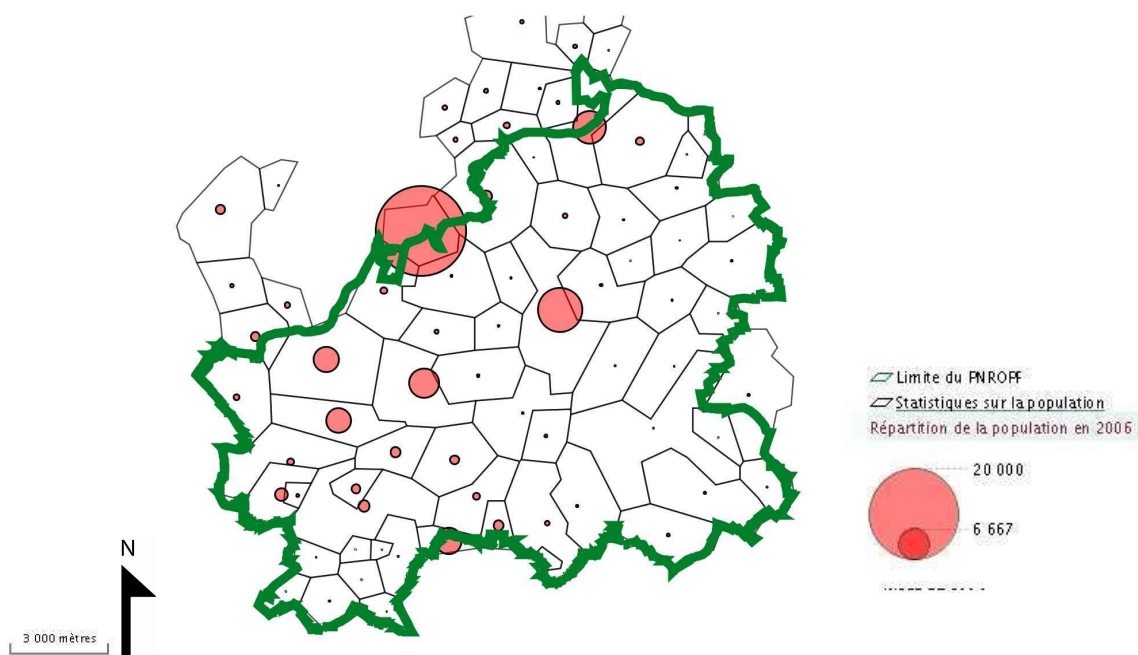 Limite du PNROPF
Statistiques sur la population
Répartition de la population en 2006
20 000
6 667
N
3 000 mètres